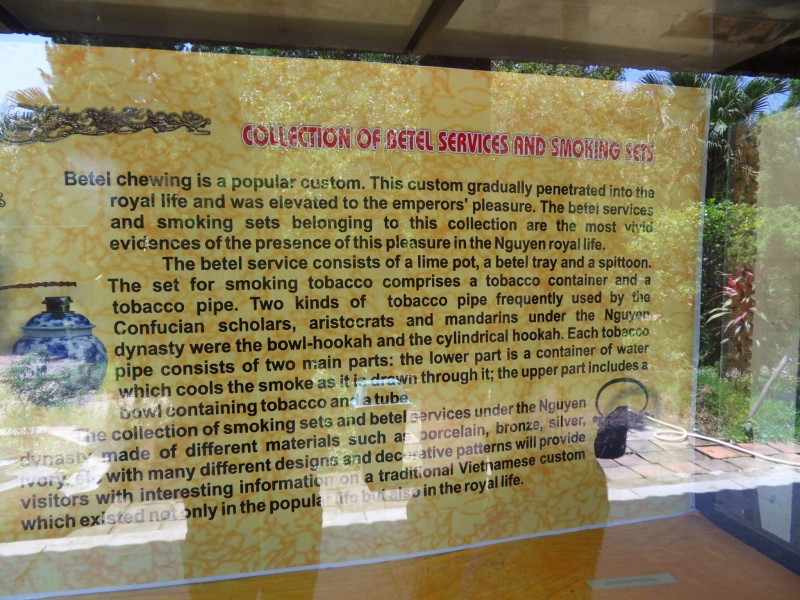 COLLECTION OF BETEL SERVICES AND SMOKING SETS
Betel chewing is a popular custom. This custom gradually penetrated into the
royal life and was elevated to the emperors' pleasure. The betel services
and smoking sets belonging to this collection are the most vivid
evidences of the presence of this pleasure in the Nguyen royal life.
The betel service consists of a lime pot, a betel tray and a spittoon.
The set for smoking tobacco comprises a tobacco container and a
tobacco pipe. Two kinds of tobacco pipe frequently used by the
Confucian scholars, aristocrats and mandarins under the Nguyen
dynasty were the bowl-hookah and the cylindrical hookah. Each tobacco
pipe consists of two main parts: the lower part is a container of water
which cools the smoke as it is drawn through it; the upper part includes a
bowl containing tobacco and a tube.
The collection of smoking sets and betel services under the Nguyen
dynasty made of different materials such as porcelain, bronze, silver,
ivory with many different designs and decorative patterns will provide
visitors with interesting information on a traditional Vietnamese custom
which existed not only in the popular life but also in the royal life.